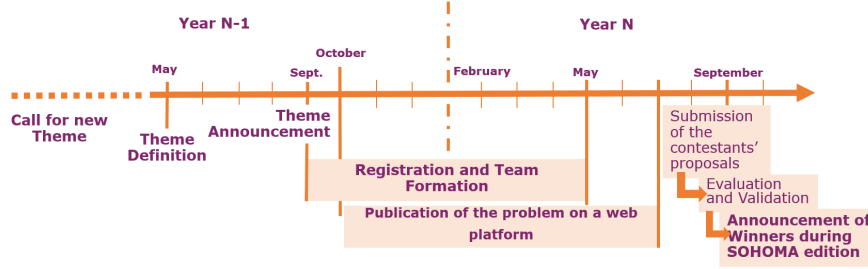 Year N-1
Year N
October
May
Sept.
February
May
September
Call for new
Theme
Theme
Definition
Theme
Announcement
Submission
of the
contestants'
proposals
Registration and Team
Formation
Evaluation
and Validation
Publication of the problem on a web
platform
Announcement of
Winners during
SOHOMA edition